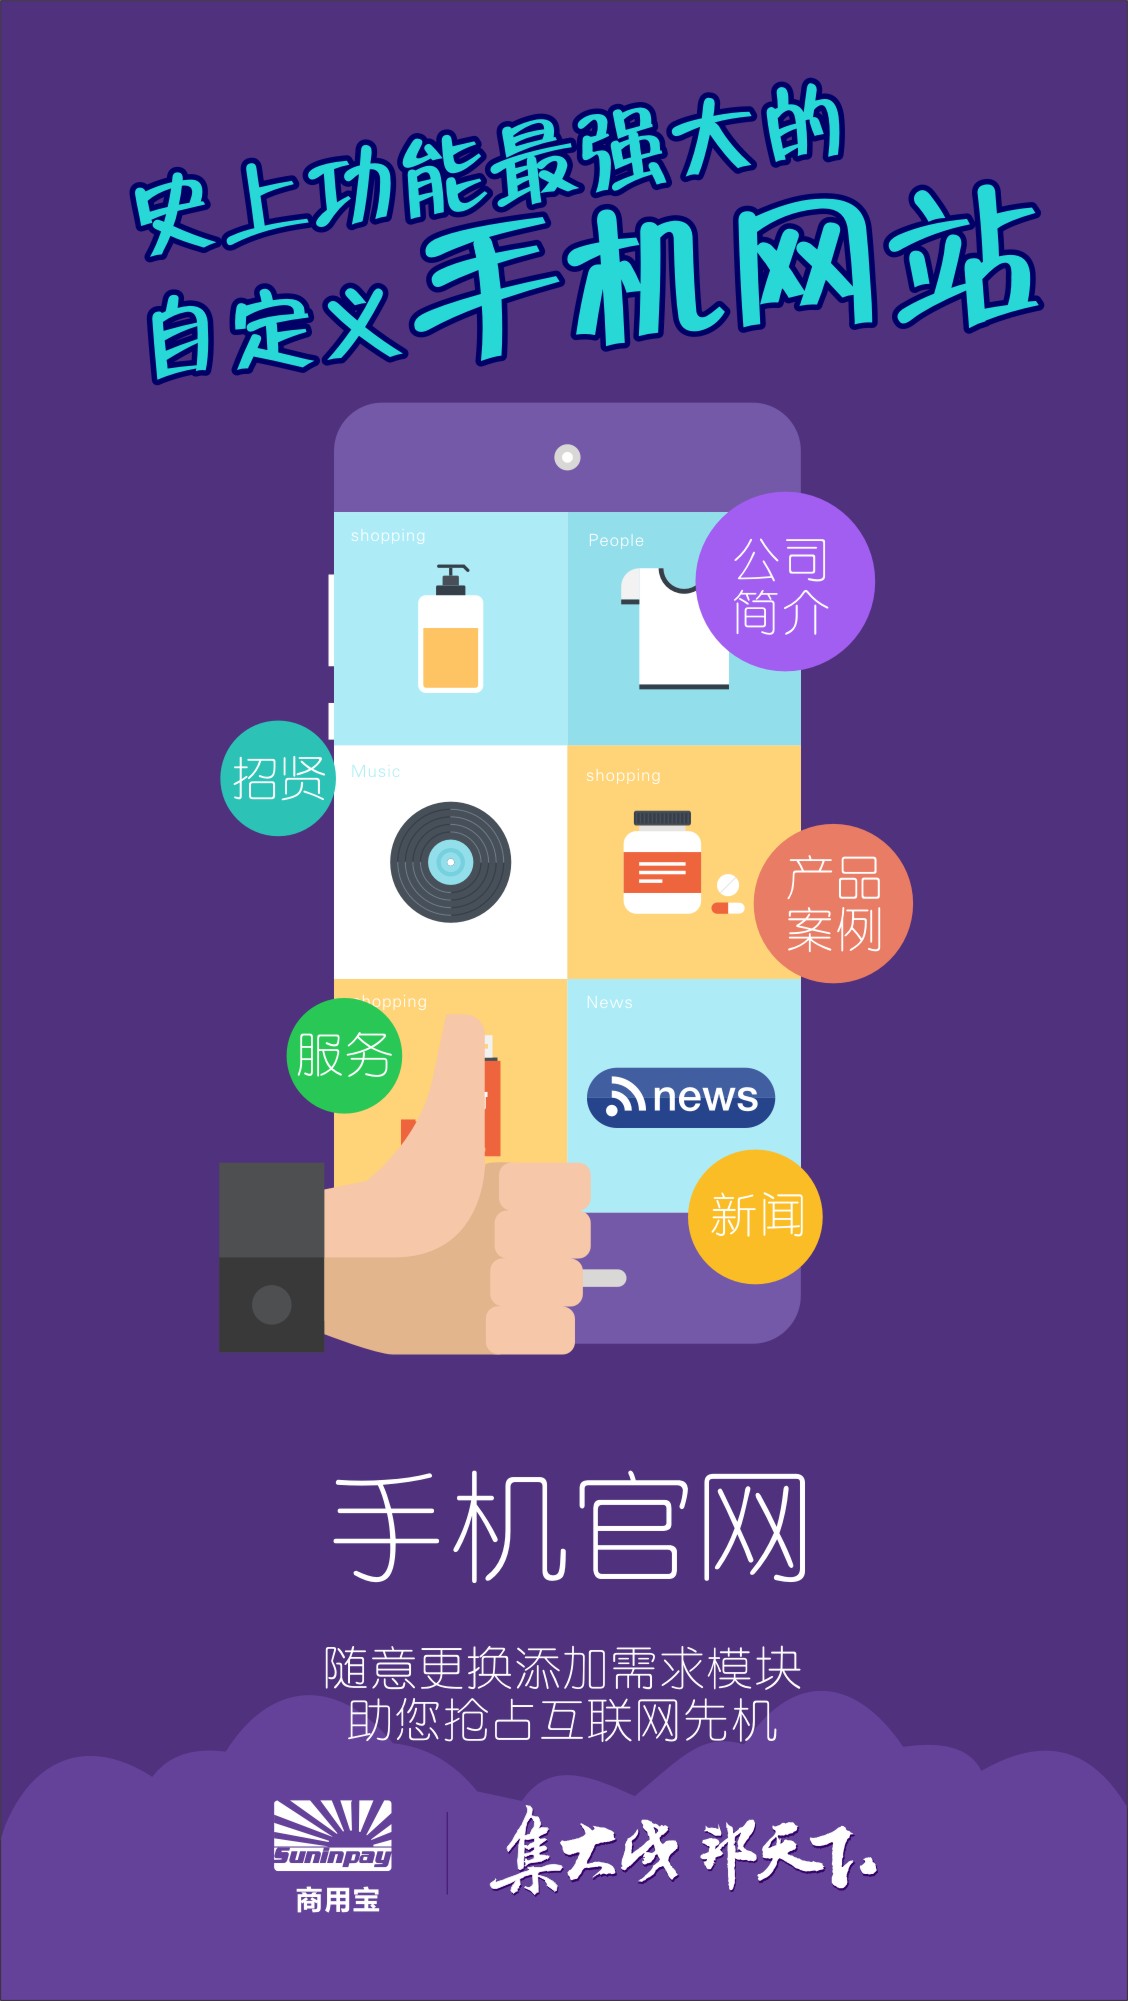 史上功能最强大的
自定义手机网站
shopping
People
公司
简介
招贤
Music
shopping
产品
案例
hopping
服务
News
news
新闻
手机官网
随意更换添加需求模块
助您抢占互联网先机
Suninpay
商用宝
集大成 邦天下